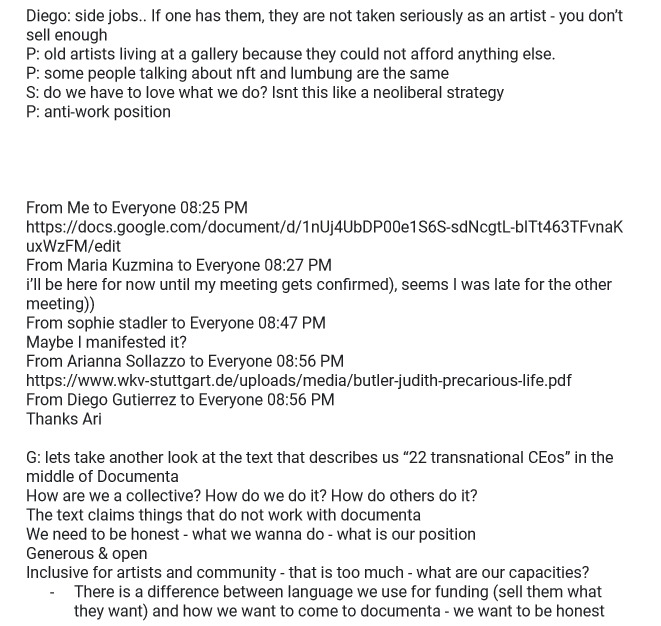 Diego: side jobs.. If one has them, they are not taken seriously as an artist - you don’t
sell enough
P: old artists living at a gallery because they could not afford anything else.
P: some people talking about nft and lumbung are the same
S: do we have to love what we do? Isnt this like a neoliberal strategy
P: anti-work position
From Me to Everyone 08:25 PM
https://docs.google.com/document/d/1nUj4UbDP00e1S6S-sdNcgtL-bITt463TFvnaK
uxWzFM/edit
From Maria Kuzmina to Everyone 08:27 PM
i’ll be here for now until my meeting gets confirmed), seems I was late for the other
meeting))
From sophie stadler to Everyone 08:47 PM
Maybe I manifested it?
From Arianna Sollazzo to Everyone 08:56 PM
https://www.wkv-stuttgart.de/uploads/media/butler-judith-precarious-life.pdf
From Diego Gutierrez to Everyone 08:56 PM
Thanks Ari
G: lets take another look at the text that describes us “22 transnational CEos” in the
middle of Documenta
How are we a collective? How do we do it? How do others do it?
The text claims things that do not work with documenta
We need to be honest - what we wanna do - what is our position
Generous & open
Inclusive for artists and community - that is too much - what are our capacities?
- There is a difference between language we use for funding (sell them what
they want) and how we want to come to documenta - we want to be honest